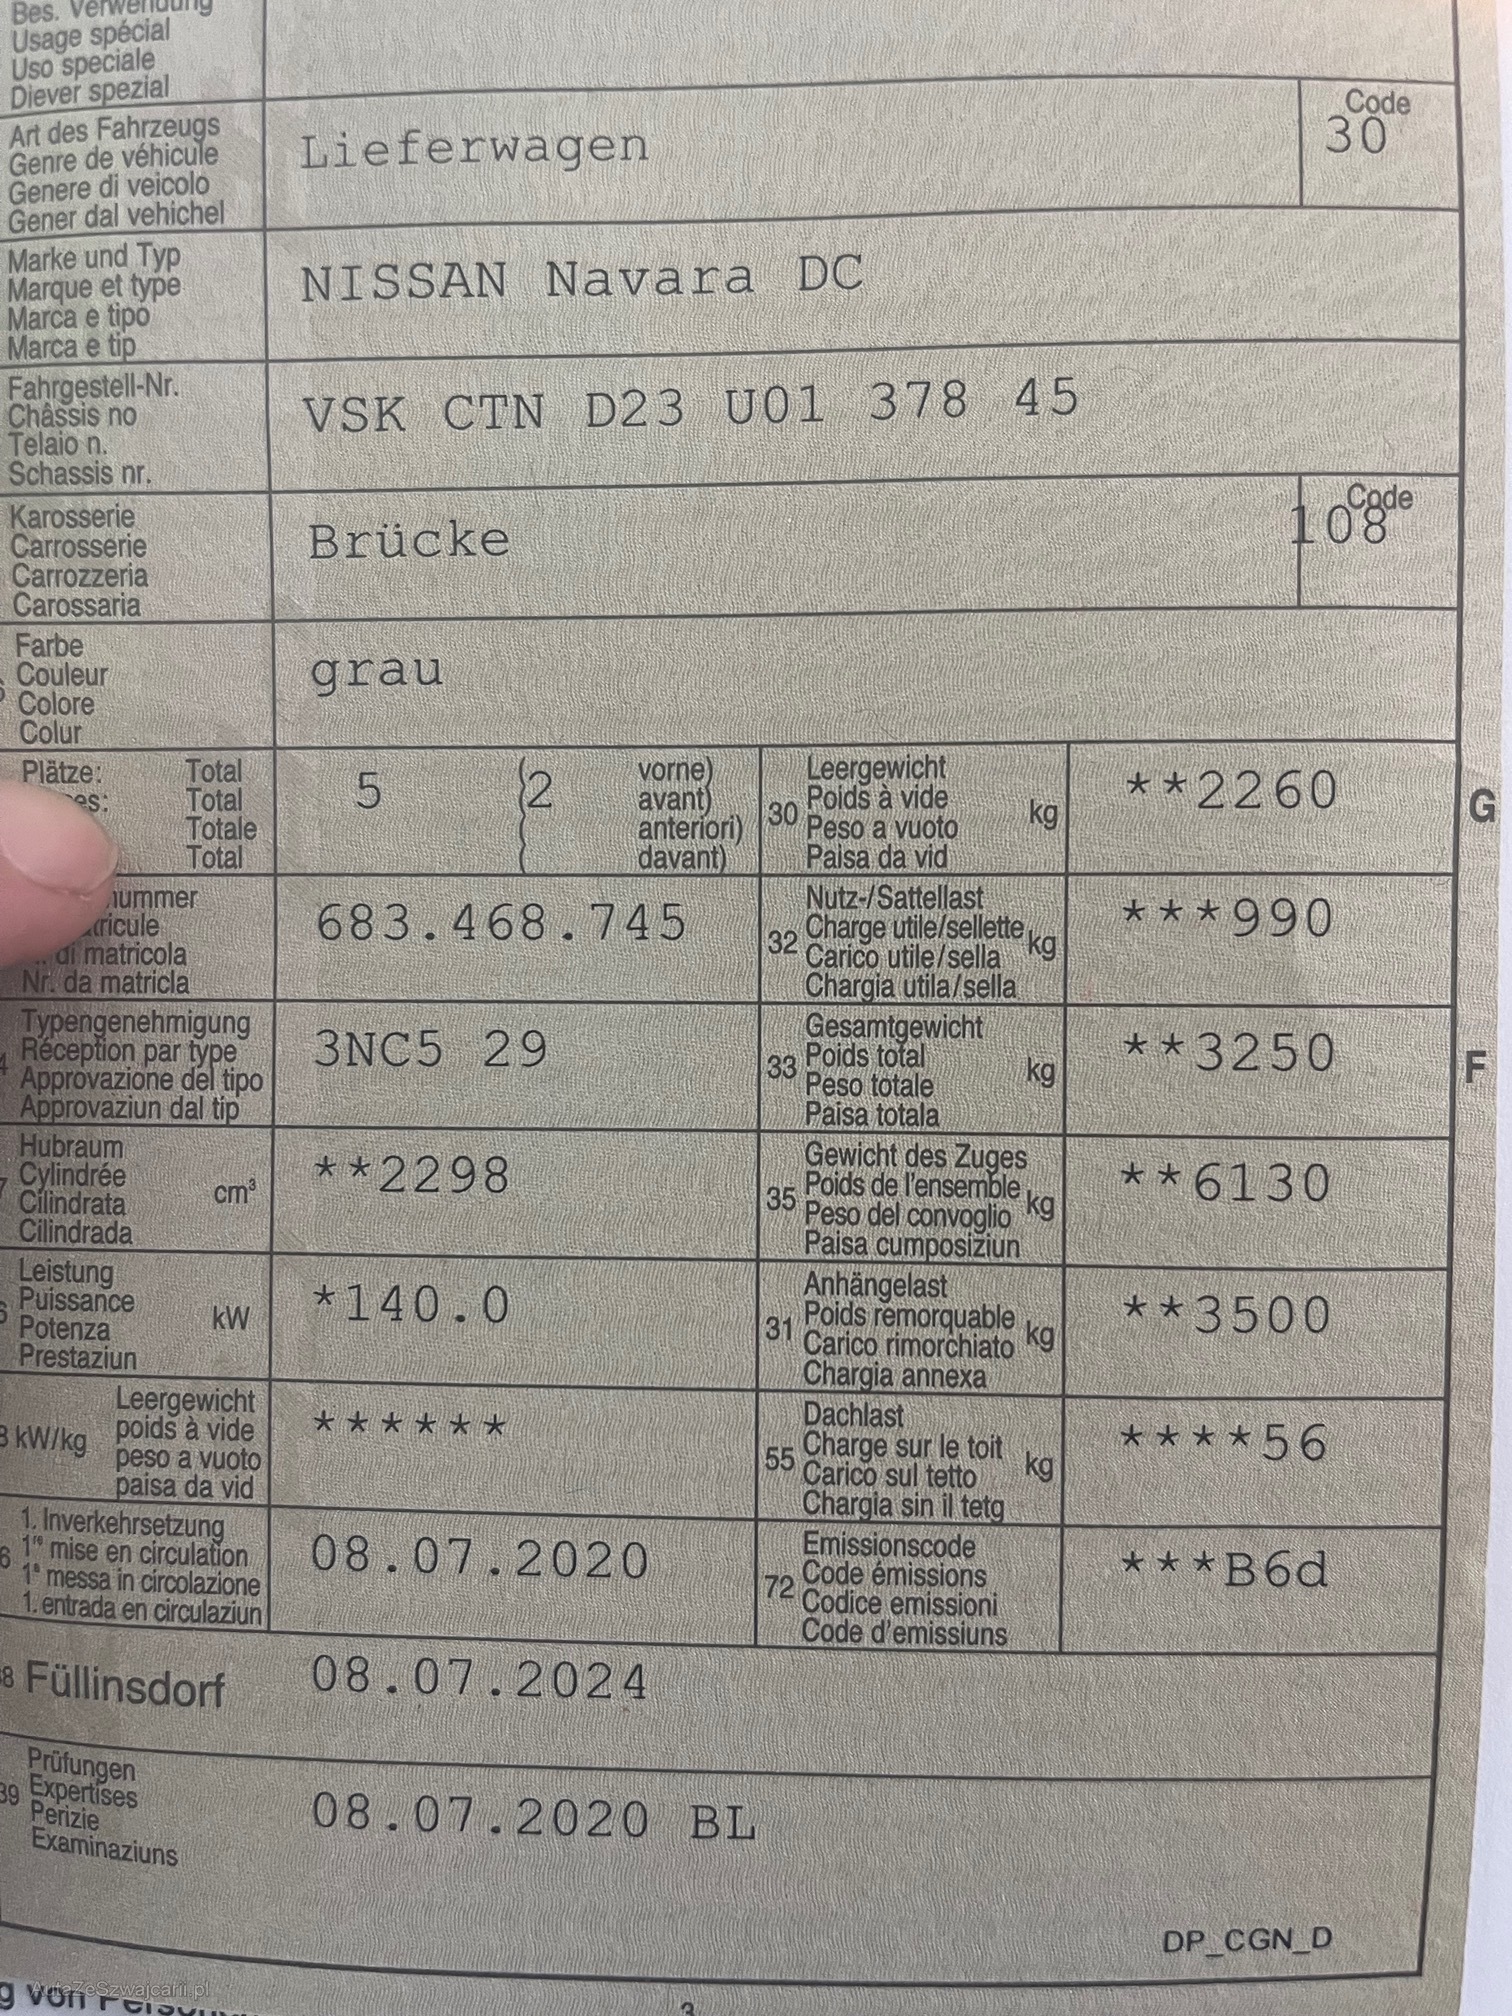 Bes. Verwendung
Usage spécial
Uso speciale
Diever spezial
Art des Fahrzeugs
Genre de véhicule
Genere di veicolo
Gener dal vehichel
Lieferwagen
Code
30
Marke und Typ
Marque et type
Marca e tipo
Marca e tip
NISSAN Navara DC
Fahrgestell-Nr.
Châssis no
Telaio n.
Schassis nr.
VSK CTN D23 U01 378 45
Karosserie
Carrosserie
Carrozzeria
Carossaria
Brücke
Code
108
Farbe
Couleur
Colore
Colur
grau
Plätze: Total
es: Total
Totale
Total
5 (2 vorne)
avant)
( anteriori)
( davant)
30 Leergewicht
Poids à vide
Peso a vuoto
Paisa da vid
kg
**2260
G
nummer
tricule
di matricola
Nr. da matricla
683.468.745
32 Nutz-/Sattellast
Charge utile/sellette
Carico utile/sella
Chargia utila/sella
kg
***990
Typengenehmigung
Réception par type
Approvazione del tipo
Approvaziun dal tip
3NC5 29
33 Gesamtgewicht
Poids total
Peso totale
Paisa totala
kg
**3250
F
Hubraum
Cylindrée
Cilindrata
Cilindrada
cm³
**2298
35 Gewicht des Zuges
Poids de l'ensemble
Peso del convoglio
Paisa cumposiziun
kg
**6130
Leistung
Puissance
Potenza
Prestaziun
kW
*140.0
31 Anhängelast
Poids remorquable
Carico rimorchiato
Chargia annexa
kg
**3500
kW/kg
Leergewicht
poids à vide
peso a vuoto
paisa da vid
******
55 Dachlast
Charge sur le toit
Carico sul tetto
Chargia sin il tetg
kg
****56
1. Inverkehrsetzung
1re mise en circulation
1a messa in circolazione
1. entrada en circulaziun
08.07.2020
72 Emissionscode
Code émissions
Codice emissioni
Code d'emissiuns
***B6d
Füllinsdorf 08.07.2024
39 Prüfungen
Expertises
Perizie
Examinaziuns
08.07.2020 BL
DP_CGN_D
AutaZeSzwajcarii.pl
g von
3